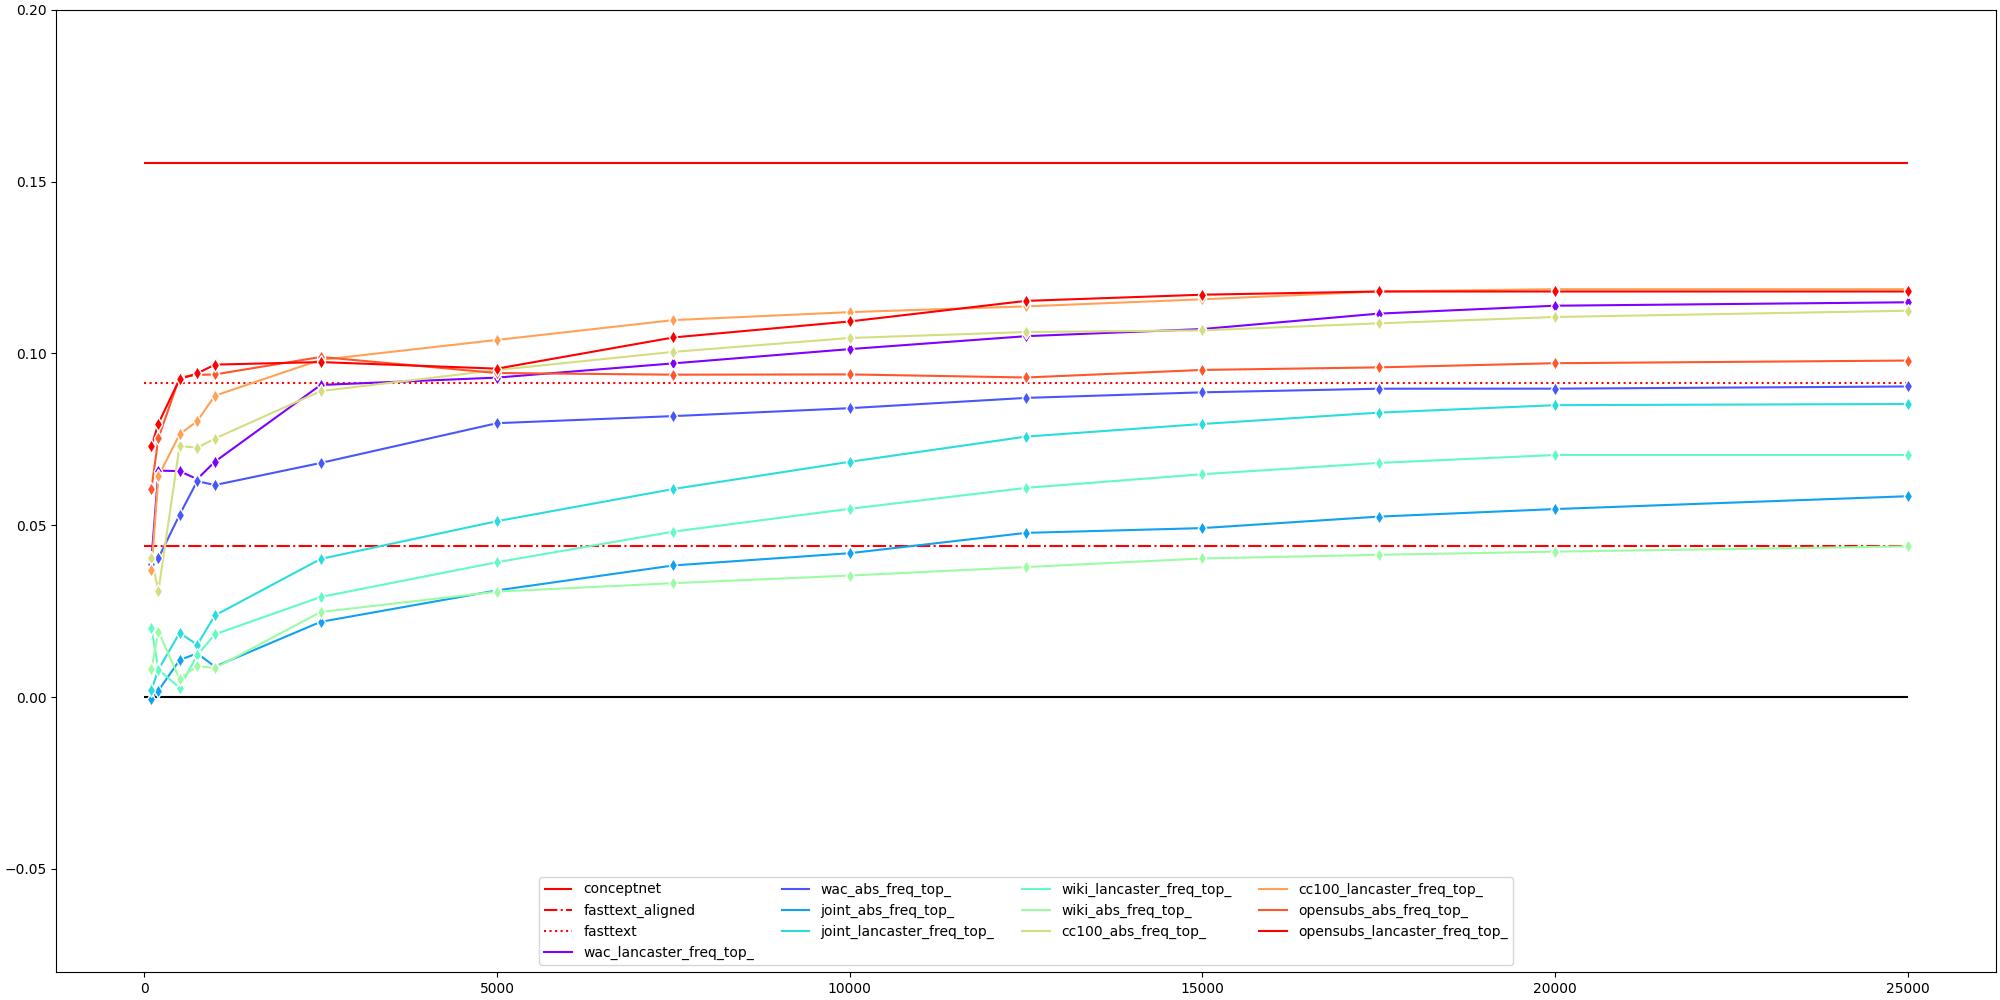 0.20
0.15
0.10
0.05
0.00
−0.05
conceptnet
fasttext_aligned
fasttext
wac_lancaster_freq_top_
wac_abs_freq_top_
joint_abs_freq_top_
joint_lancaster_freq_top_
wiki_lancaster_freq_top_
wiki_abs_freq_top_
cc100_abs_freq_top_
cc100_lancaster_freq_top_
opensubs_abs_freq_top_
opensubs_lancaster_freq_top_
0 5000 10000 15000 20000 25000